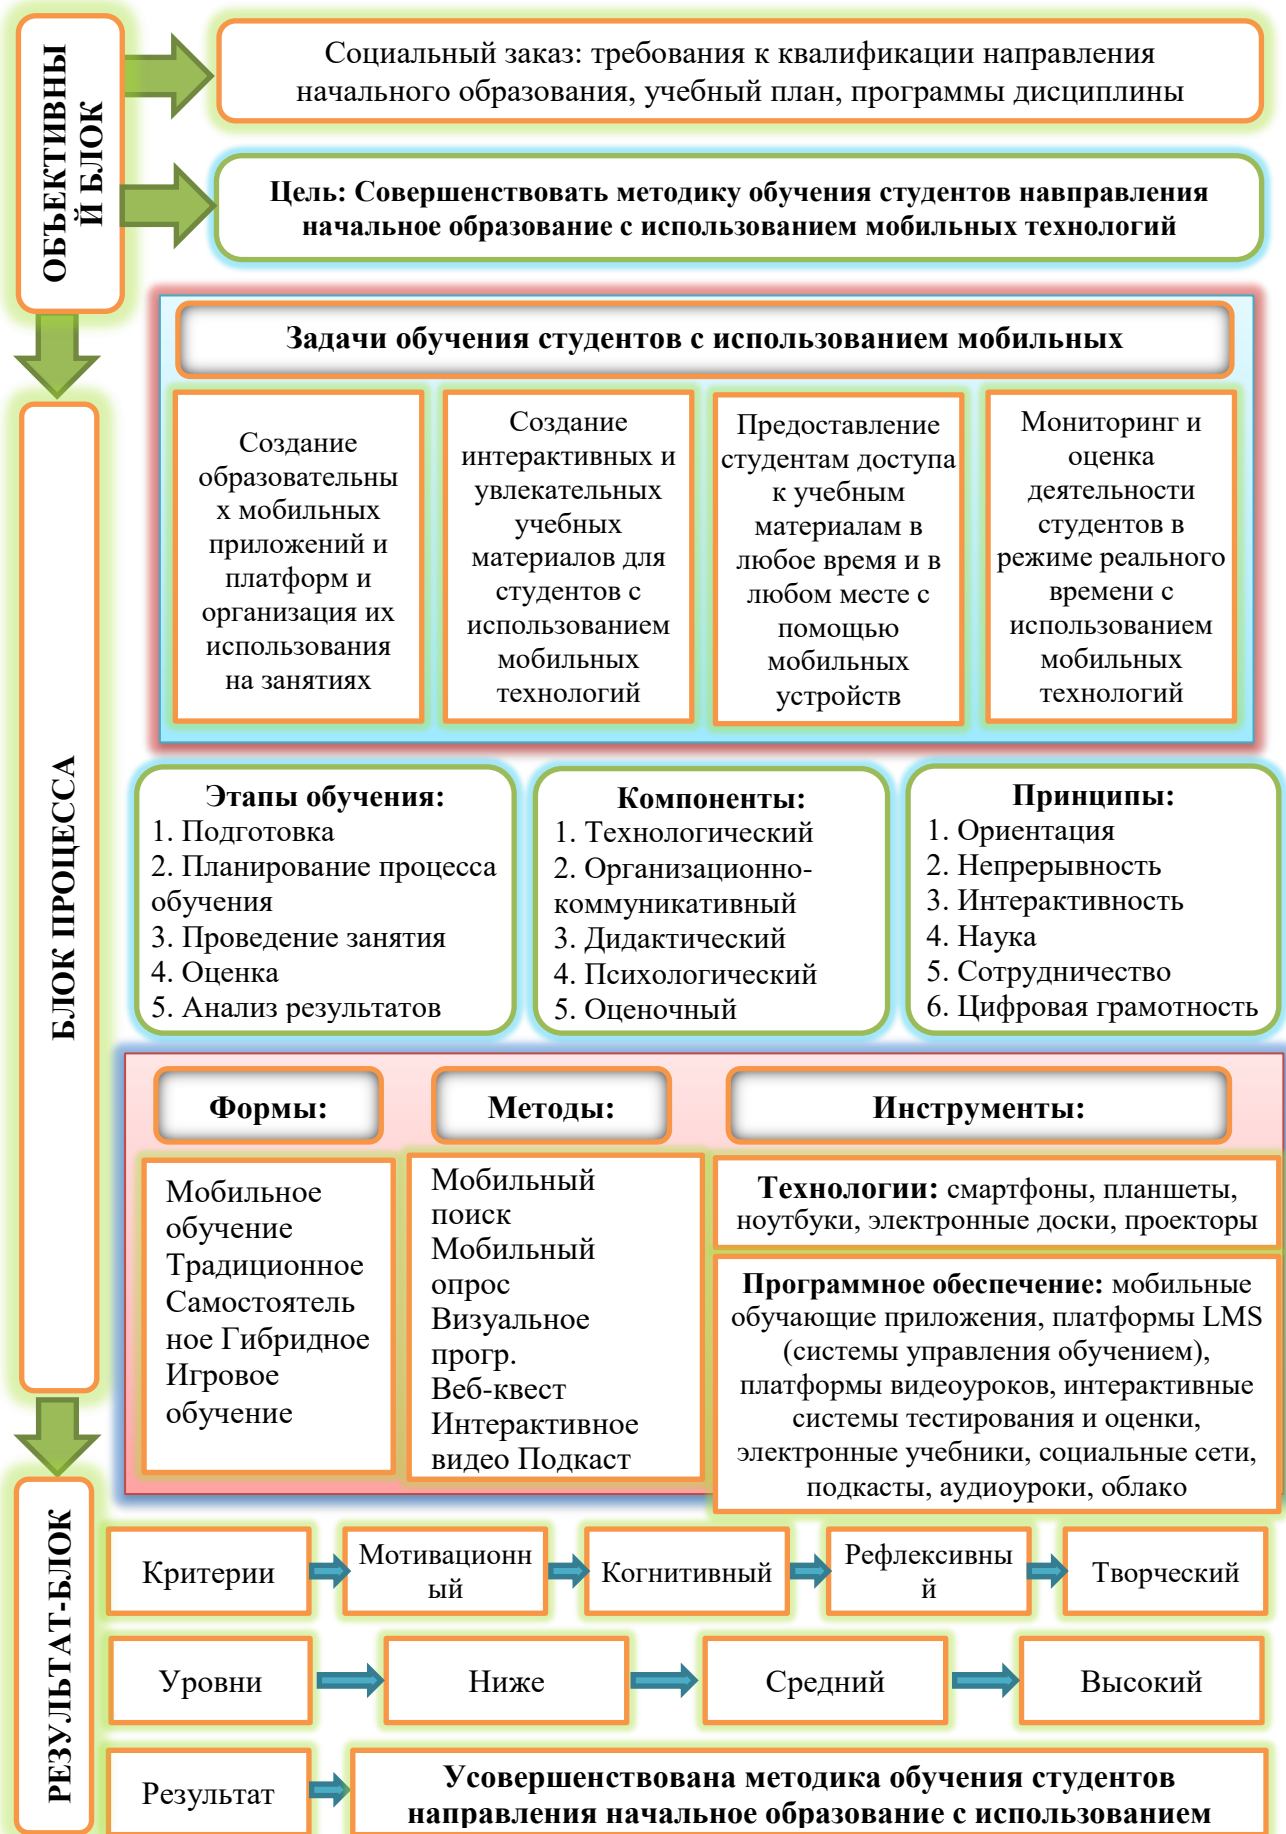 ОБЪЕКТИВНЫ
Й БЛОК
Социальный заказ: требования к квалификации направления
начального образования, учебный план, программы дисциплины
Цель: Совершенствовать методику обучения студентов навправления
начальное образование с использованием мобильных технологий
БЛОК ПРОЦЕССА
Задачи обучения студентов с использованием мобильных
Создание
образовательны
х мобильных
приложений и
платформ и
организация их
использования
на занятиях
Создание
интерактивных и
увлекательных
учебных
материалов для
студентов с
использованием
мобильных
технологий
Предоставление
студентам доступа
к учебным
материалам в
любое время и в
любом месте с
помощью
мобильных
устройств
Мониторинг и
оценка
деятельности
студентов в
режиме реального
времени с
использованием
мобильных
технологий
Этапы обучения:
1. Подготовка
2. Планирование процесса
обучения
3. Проведение занятия
4. Оценка
5. Анализ результатов
Компоненты:
1. Технологический
2. Организационно-
коммуникативный
3. Дидактический
4. Психологический
5. Оценочный
Принципы:
1. Ориентация
2. Непрерывность
3. Интерактивность
4. Наука
5. Сотрудничество
6. Цифровая грамотность
Формы:
Мобильное
обучение
Традиционное
Самостоятель
ное Гибридное
Игровое
обучение
Методы:
Мобильный
поиск
Мобильный
опрос
Визуальное
прогр.
Веб-квест
Интерактивное
видео Подкаст
Инструменты:
Технологии: смартфоны, планшеты,
ноутбуки, электронные доски, проекторы
Программное обеспечение: мобильные
обучающие приложения, платформы LMS
(системы управления обучением),
платформы видеоуроков, интерактивные
системы тестирования и оценки,
электронные учебники, социальные сети,
подкасты, аудиоуроки, облако
РЕЗУЛЬТАТ-БЛОК
Критерии
Мотивационн
ый
Когнитивный
Рефлексивны
й
Творческий
Уровни
Ниже
Средний
Высокий
Результат
Усовершенствована методика обучения студентов
направления начальное образование с использованием